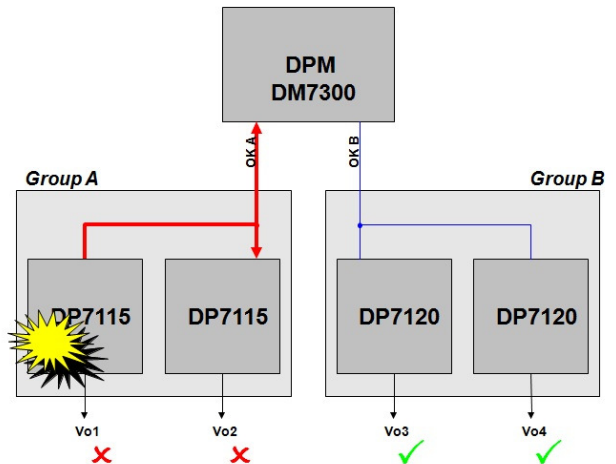 DPM
DM7300
OK A
OK B
Group A
Group B
DP7115
DP7115
DP7120
DP7120
Vo1
Vo2
Vo3
Vo4